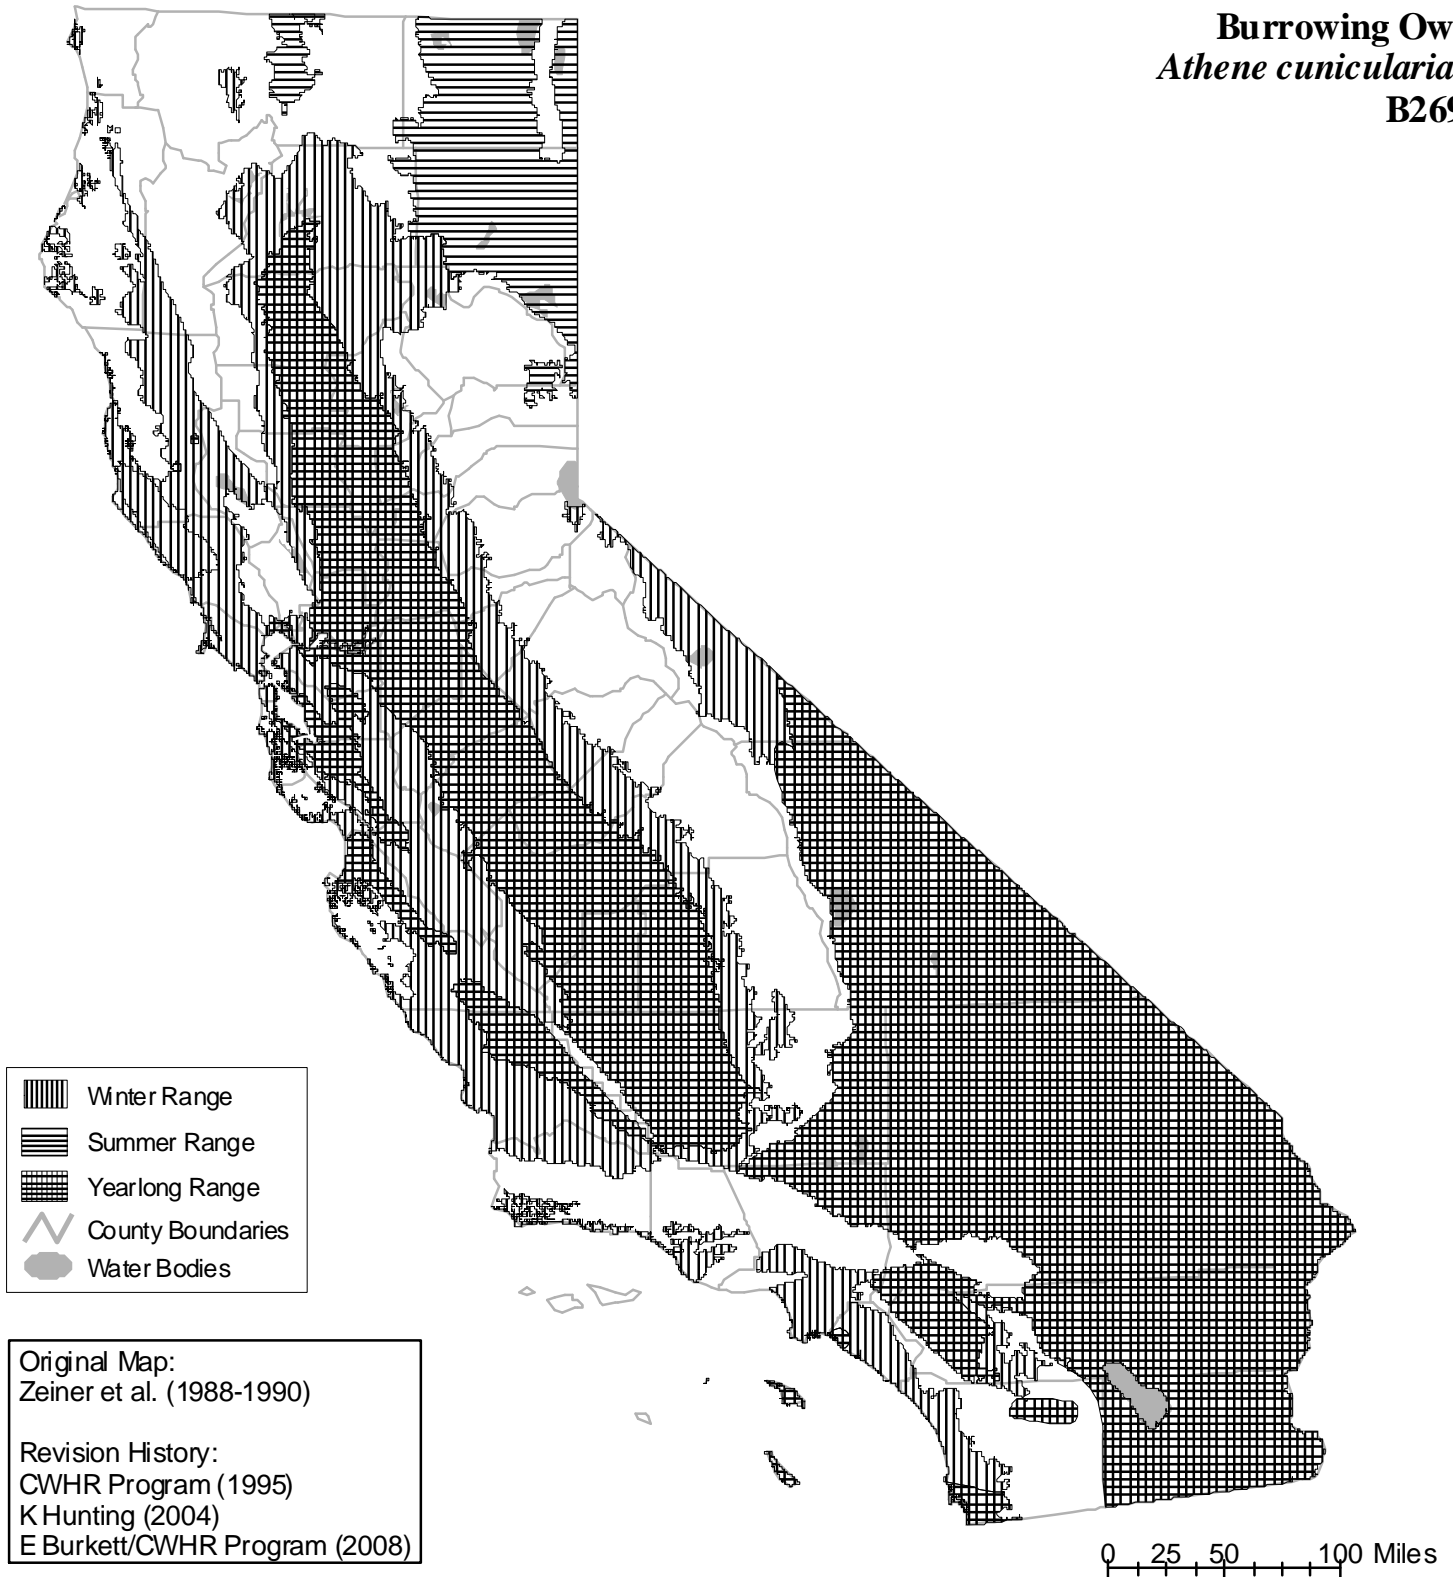 Burrowing Ow
Athene cunicularia
B269
Winter Range
Summer Range
Yearlong Range
County Boundaries
Water Bodies
Original Map:
Zeiner et al. (1988-1990)
Revision History:
CWHR Program (1995)
K Hunting (2004)
E Burkett/CWHR Program (2008)
0 25 50 100 Miles